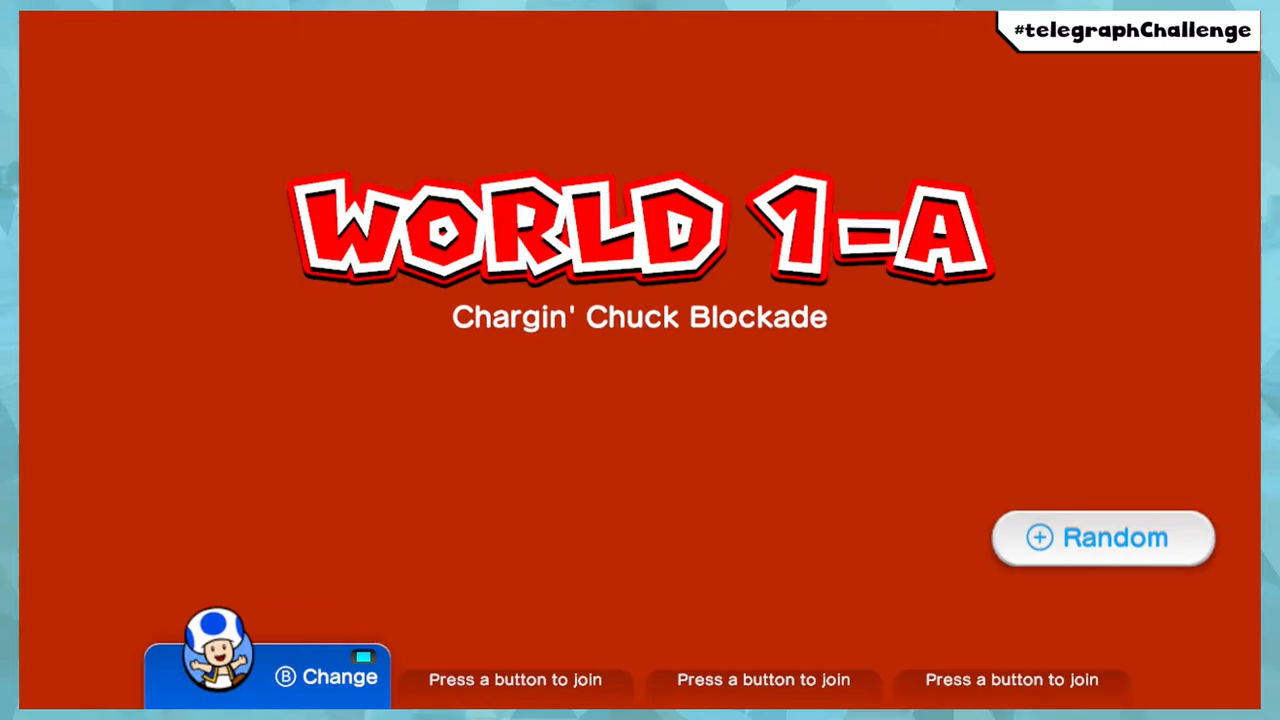 #telegraphChallenge
WORLD 1-A
Chargin' Chuck Blockade
+ Random
B Change
Press a button to join
Press a button to join
Press a button to join